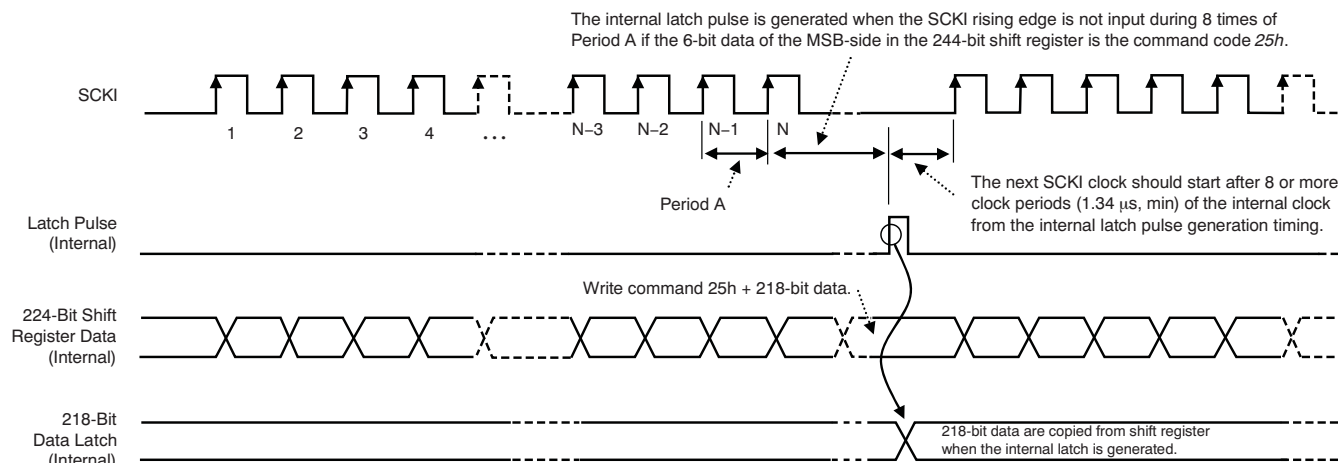 The internal latch pulse is generated when the SCKI rising edge is not input during 8 times of
Period A if the 6-bit data of the MSB-side in the 244-bit shift register is the command code 25h.
SCKI
1 2 3 4 ... N–3 N–2 N–1 N
Period A
The next SCKI clock should start after 8 or more
clock periods (1.34 μs, min) of the internal clock
from the internal latch pulse generation timing.
Latch Pulse
(Internal)
Write command 25h + 218-bit data.
224-Bit Shift
Register Data
(Internal)
218-Bit
Data Latch
(Internal)
218-bit data are copied from shift register
when the internal latch is generated.